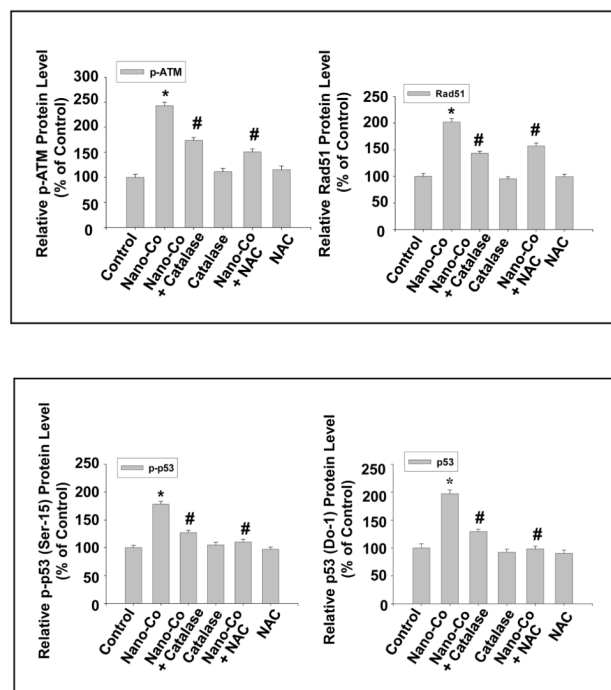 Relative p-ATM Protein Level
(% of Control)
300
250
200
150
100
50
0
p-ATM
*
#
#
Control
Nano-Co
Nano-Co
+ Catalase
Catalase
Nano-Co
+ NAC
NAC
Relative Rad51 Protein Level
(% of Control)
250
200
150
100
50
0
Rad51
*
#
#
Control
Nano-Co
Nano-Co
+ Catalase
Catalase
Nano-Co
+ NAC
NAC
Relative p-p53 (Ser-15) Protein Level
(% of Control)
250
200
150
100
50
0
p-p53
*
#
#
Control
Nano-Co
Nano-Co
+ Catalase
Catalase
Nano-Co
+ NAC
NAC
Relative p53 (Do-1) Protein Level
(% of Control)
250
200
150
100
50
0
p53
*
#
#
Control
Nano-Co
Nano-Co
+ Catalase
Catalase
Nano-Co
+ NAC
NAC